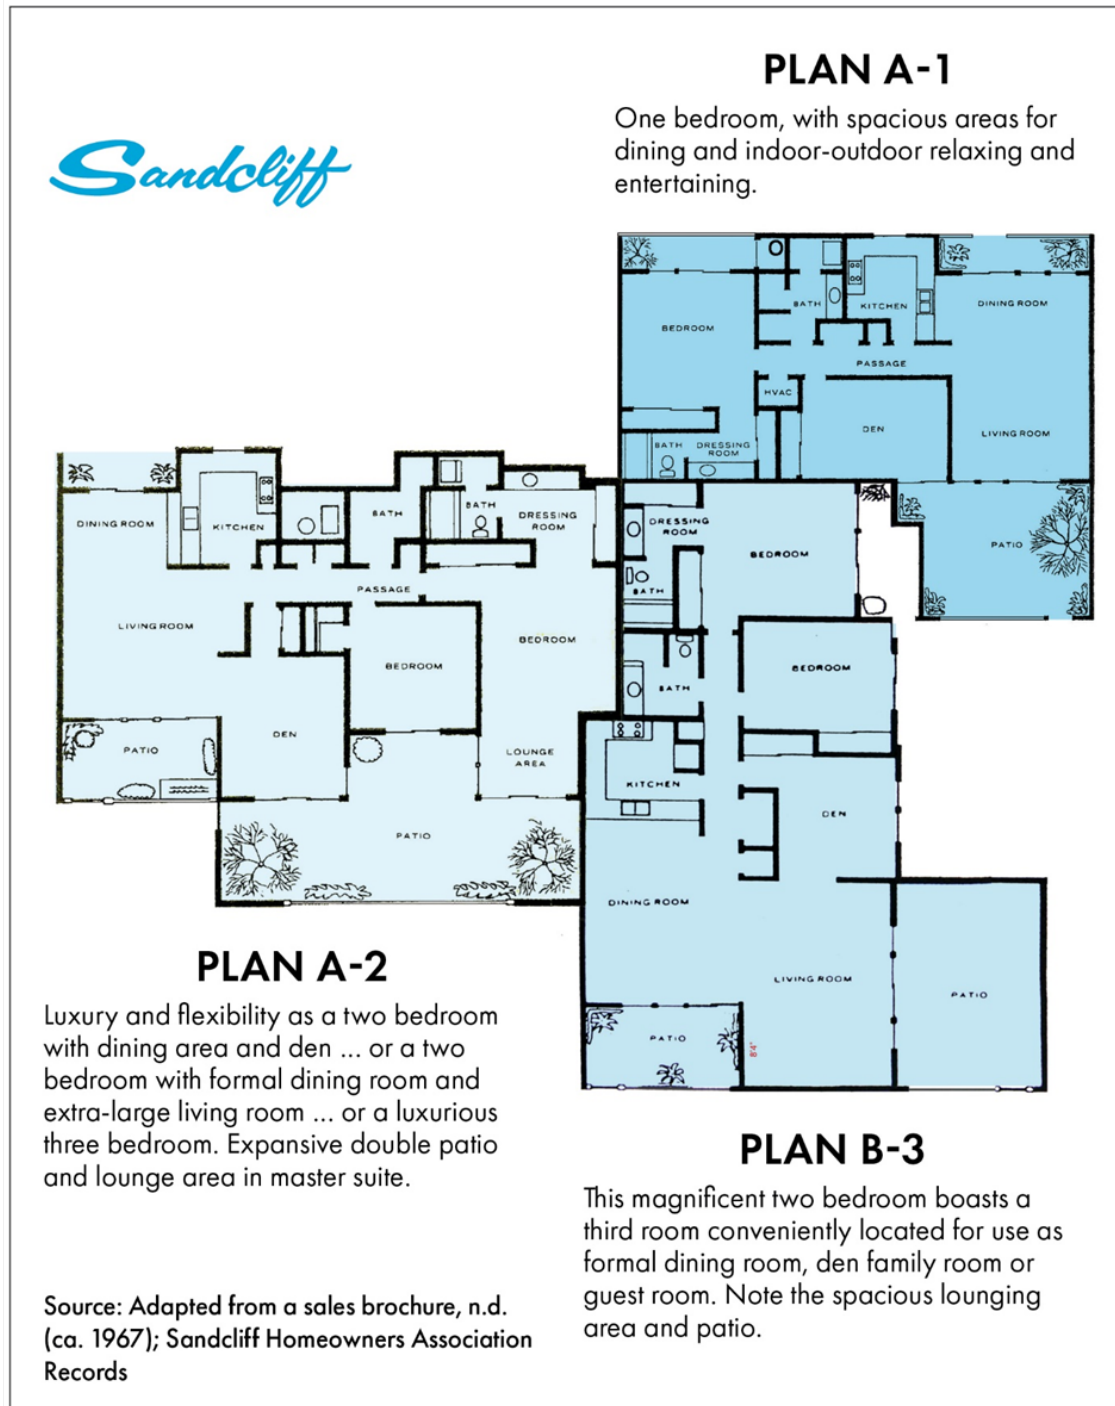 Sandcliff
PLAN A-1
One bedroom, with spacious areas for
dining and indoor-outdoor relaxing and
entertaining.
BEDROOM
BATH
KITCHEN
DINING ROOM
PASSAGE
HVAC
DEN
LIVING ROOM
BATH
DRESSING
ROOM
PATIO
DINING ROOM
KITCHEN
BATH
BATH
DRESSING
ROOM
PASSAGE
LIVING ROOM
BEDROOM
BEDROOM
DEN
PATIO
LOUNGE
AREA
PATIO
DRESSING
ROOM
BEDROOM
BATH
BEDROOM
BATH
KITCHEN
DEN
DINING ROOM
LIVING ROOM
PATIO
PATIO
8'4"
PLAN A-2
Luxury and flexibility as a two bedroom
with dining area and den ... or a two
bedroom with formal dining room and
extra-large living room ... or a luxurious
three bedroom. Expansive double patio
and lounge area in master suite.
PLAN B-3
This magnificent two bedroom boasts a
third room conveniently located for use as
formal dining room, den family room or
guest room. Note the spacious lounging
area and patio.
Source: Adapted from a sales brochure, n.d.
(ca. 1967); Sandcliff Homeowners Association
Records